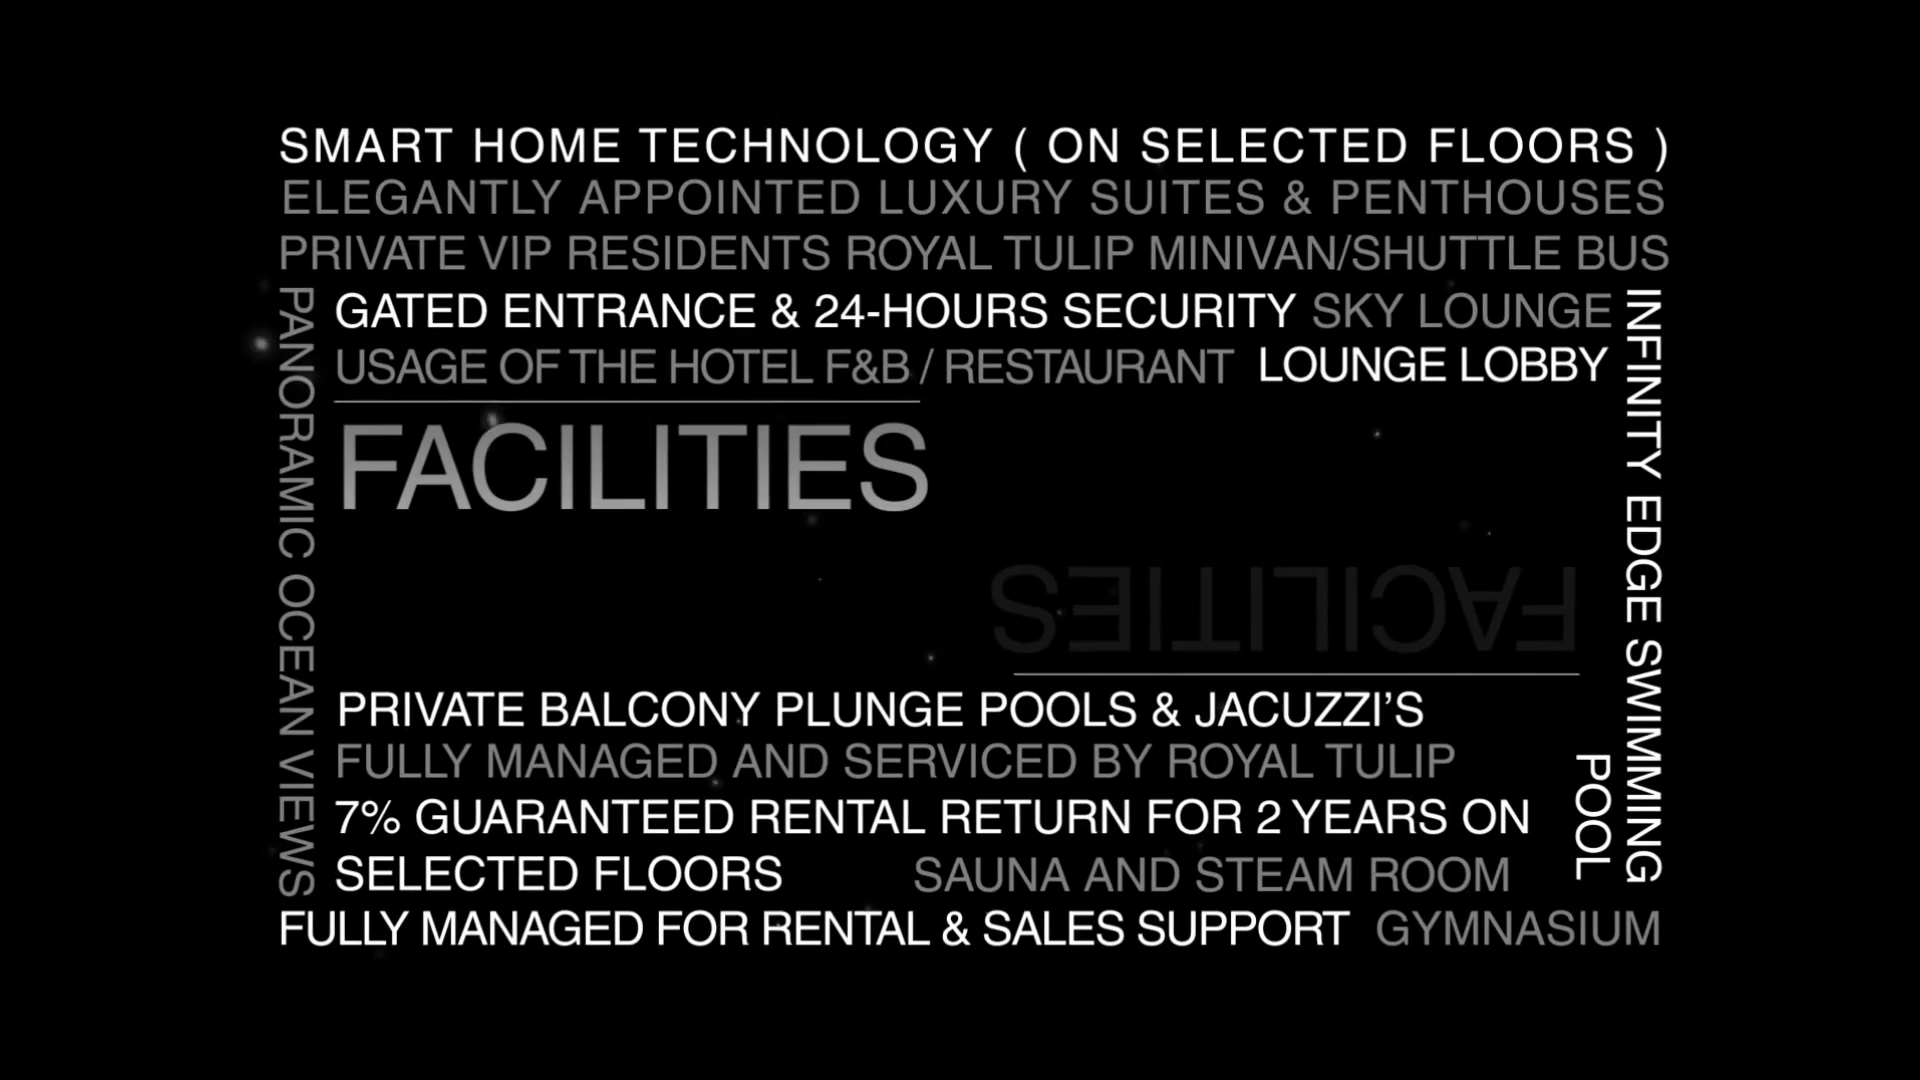 SMART HOME TECHNOLOGY ( ON SELECTED FLOORS )
ELEGANTLY APPOINTED LUXURY SUITES & PENTHOUSES
PRIVATE VIP RESIDENTS ROYAL TULIP MINIVAN/SHUTTLE BUS
PANORAMIC OCEAN VIEWS
GATED ENTRANCE & 24-HOURS SECURITY SKY LOUNGE
USAGE OF THE HOTEL F&B / RESTAURANT LOUNGE LOBBY
INFINITY EDGE SWIMMING
POOL
FACILITIES
FACILITIES
PRIVATE BALCONY PLUNGE POOLS & JACUZZI’S
FULLY MANAGED AND SERVICED BY ROYAL TULIP
7% GUARANTEED RENTAL RETURN FOR 2 YEARS ON
SELECTED FLOORS SAUNA AND STEAM ROOM
FULLY MANAGED FOR RENTAL & SALES SUPPORT GYMNASIUM